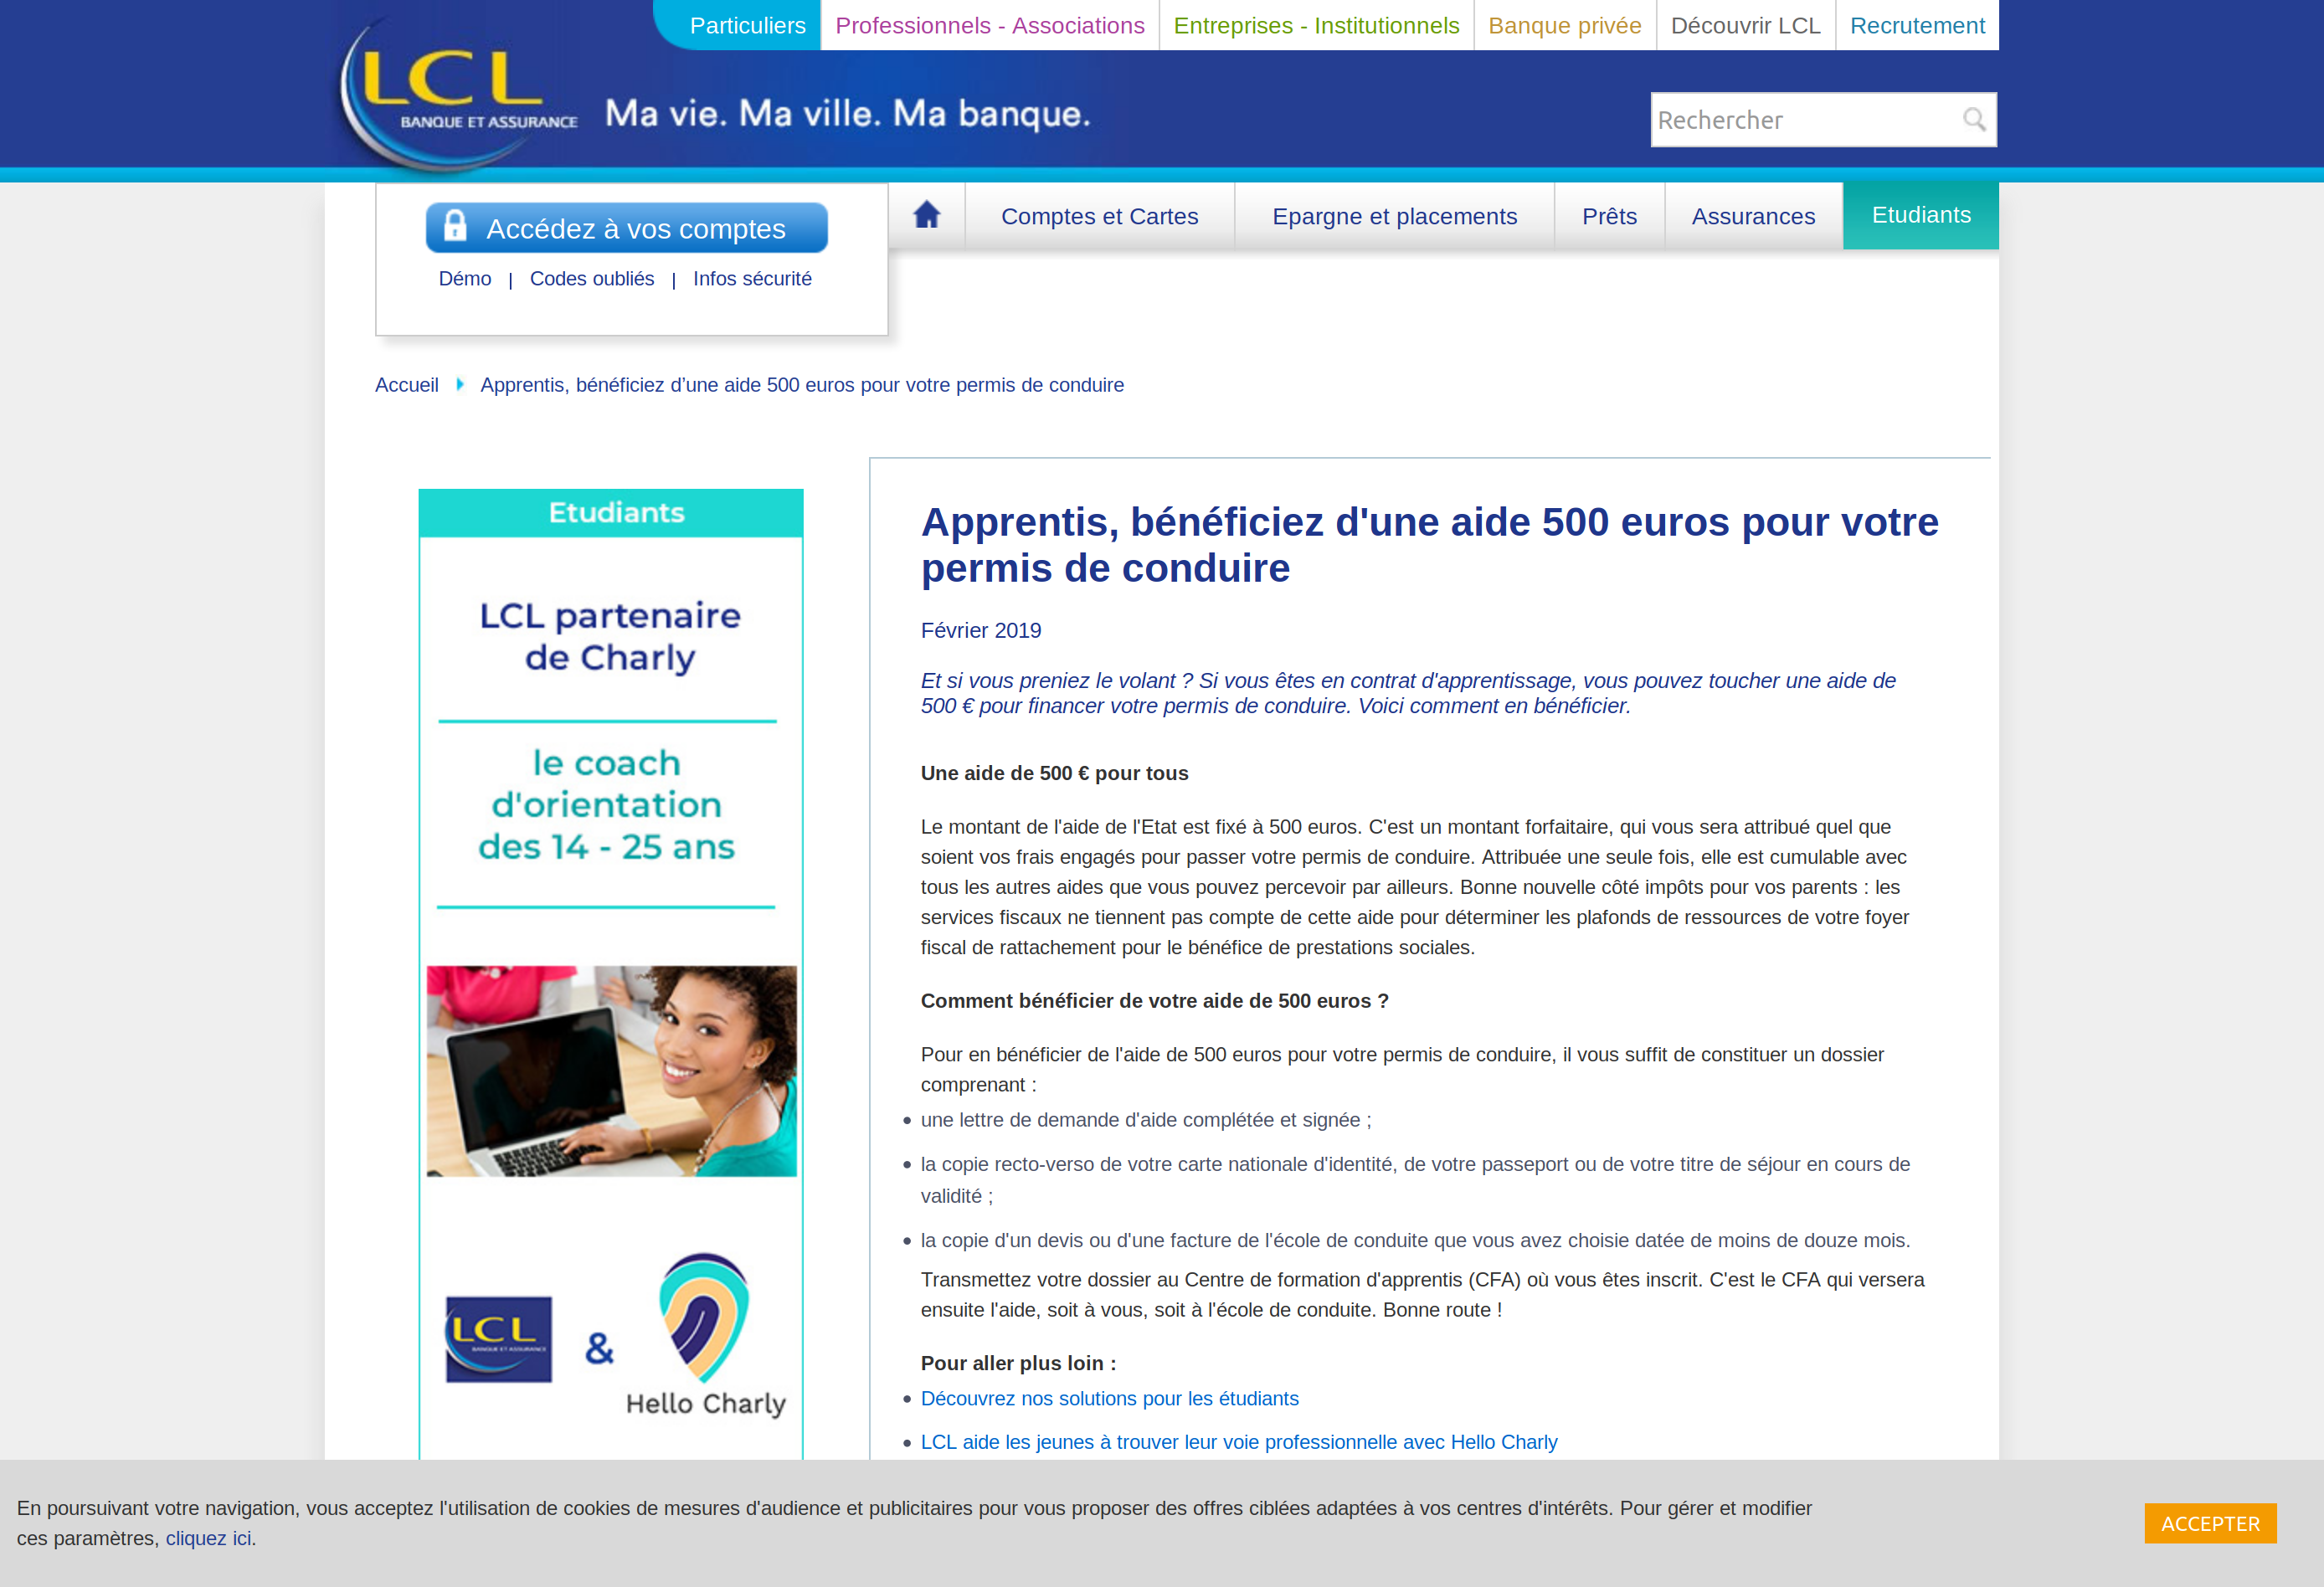 Particuliers
Professionnels - Associations
Entreprises - Institutionnels
Banque privée
Découvrir LCL
Recrutement
LCL
BANQUE ET ASSURANCE
Ma vie. Ma ville. Ma banque.
Rechercher
Accédez à vos comptes
Démo | Codes oubliés | Infos sécurité
Comptes et Cartes
Epargne et placements
Prêts
Assurances
Etudiants
Accueil
Apprentis, bénéficiez d’une aide 500 euros pour votre permis de conduire
Etudiants
LCL partenaire
de Charly
le coach
d'orientation
des 14 - 25 ans
LCL
BANQUE ET ASSURANCE
&
Hello Charly
Apprentis, bénéficiez d'une aide 500 euros pour votre
permis de conduire
Février 2019
Et si vous preniez le volant ? Si vous êtes en contrat d'apprentissage, vous pouvez toucher une aide de
500 € pour financer votre permis de conduire. Voici comment en bénéficier.
Une aide de 500 € pour tous
Le montant de l'aide de l'Etat est fixé à 500 euros. C'est un montant forfaitaire, qui vous sera attribué quel que
soient vos frais engagés pour passer votre permis de conduire. Attribuée une seule fois, elle est cumulable avec
tous les autres aides que vous pouvez percevoir par ailleurs. Bonne nouvelle côté impôts pour vos parents : les
services fiscaux ne tiennent pas compte de cette aide pour déterminer les plafonds de ressources de votre foyer
fiscal de rattachement pour le bénéfice de prestations sociales.
Comment bénéficier de votre aide de 500 euros ?
Pour en bénéficier de l'aide de 500 euros pour votre permis de conduire, il vous suffit de constituer un dossier
comprenant :
• une lettre de demande d'aide complétée et signée ;
• la copie recto-verso de votre carte nationale d'identité, de votre passeport ou de votre titre de séjour en cours de
validité ;
• la copie d'un devis ou d'une facture de l'école de conduite que vous avez choisie datée de moins de douze mois.
Transmettez votre dossier au Centre de formation d'apprentis (CFA) où vous êtes inscrit. C'est le CFA qui versera
ensuite l'aide, soit à vous, soit à l'école de conduite. Bonne route !
Pour aller plus loin :
• Découvrez nos solutions pour les étudiants
• LCL aide les jeunes à trouver leur voie professionnelle avec Hello Charly
En poursuivant votre navigation, vous acceptez l'utilisation de cookies de mesures d'audience et publicitaires pour vous proposer des offres ciblées adaptées à vos centres d'intérêts. Pour gérer et modifier
ces paramètres, cliquez ici.
ACCEPTER